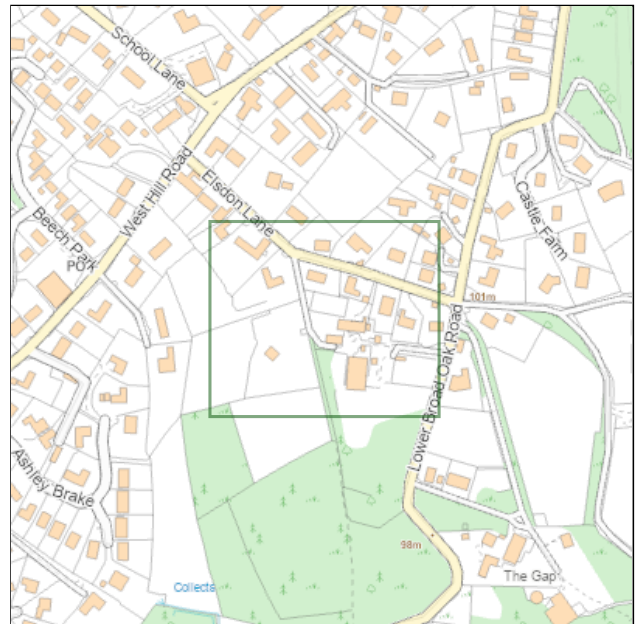 School Lane
West Hill Road
Elsdon Lane
Castle Farm
Beech Park
PO
101m
Lower Broad Oak Road
Ashley Brake
98m
The Gap
Collects